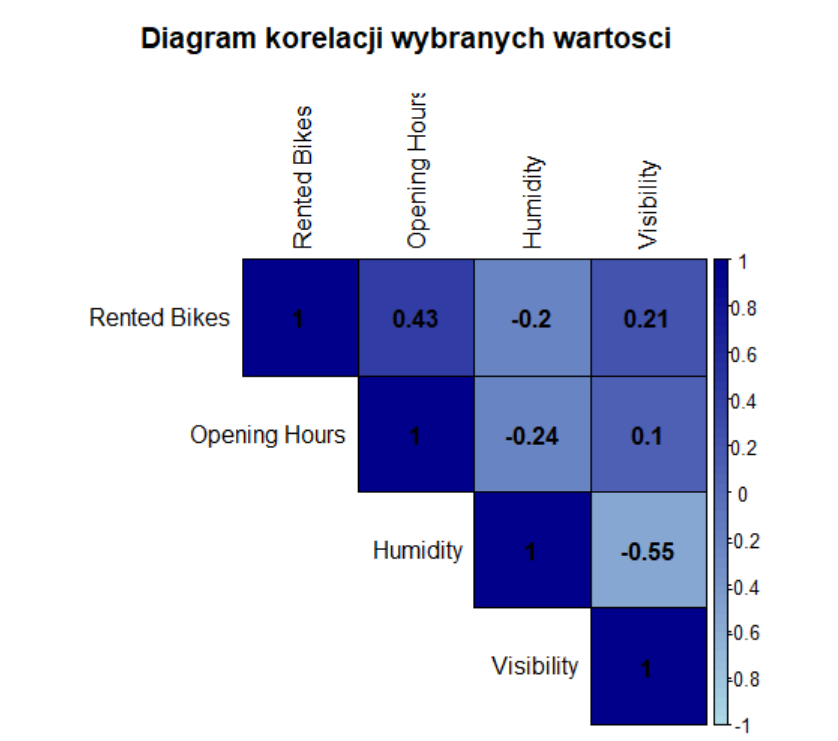 Diagram korelacji wybranych wartosci
Rented Bikes
Opening Hours
Humidity
Visibility
Rented Bikes 1 0.43 -0.2 0.21
Opening Hours 1 -0.24 0.1
Humidity 1 -0.55
Visibility 1
1
0.8
0.6
0.4
0.2
0
-0.2
-0.4
-0.6
-0.8
-1